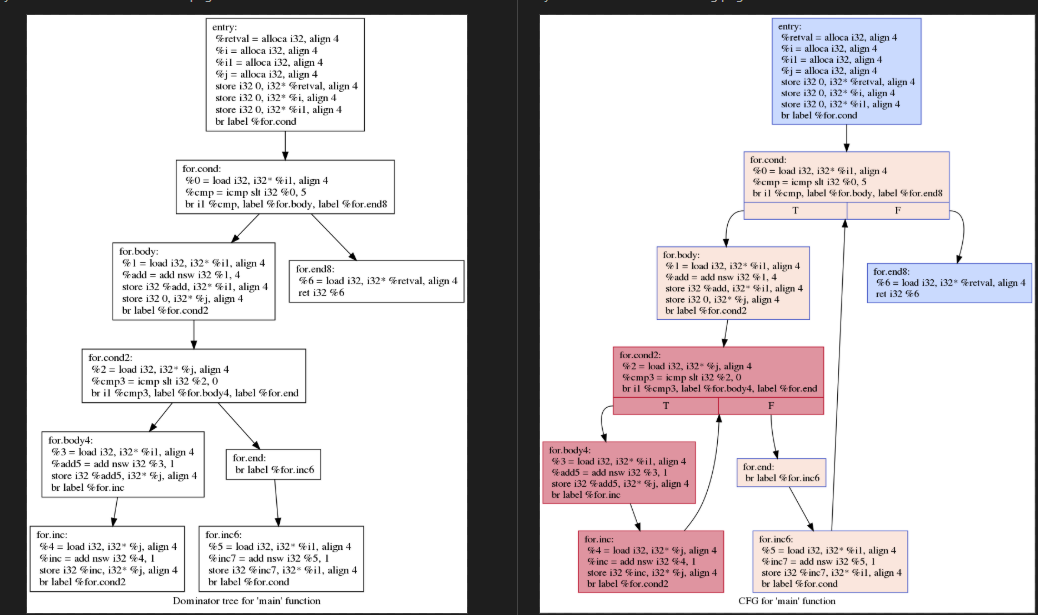 entry:
%retval = alloca i32, align 4
%i = alloca i32, align 4
%i1 = alloca i32, align 4
%j = alloca i32, align 4
store i32 0, i32* %retval, align 4
store i32 0, i32* %i, align 4
store i32 0, i32* %i1, align 4
br label %for.cond
for.cond:
%0 = load i32, i32* %i1, align 4
%cmp = icmp slt i32 %0, 5
br i1 %cmp, label %for.body, label %for.end8
for.body:
%1 = load i32, i32* %i1, align 4
%add = add nsw i32 %1, 4
store i32 %add, i32* %i1, align 4
store i32 0, i32* %j, align 4
br label %for.cond2
for.end8:
%6 = load i32, i32* %retval, align 4
ret i32 %6
for.cond2:
%2 = load i32, i32* %j, align 4
%cmp3 = icmp slt i32 %2, 0
br i1 %cmp3, label %for.body4, label %for.end
for.body4:
%3 = load i32, i32* %i1, align 4
%add5 = add nsw i32 %3, 1
store i32 %add5, i32* %j, align 4
br label %for.inc
for.end:
br label %for.inc6
for.inc:
%4 = load i32, i32* %j, align 4
%inc = add nsw i32 %4, 1
store i32 %inc, i32* %j, align 4
br label %for.cond2
for.inc6:
%5 = load i32, i32* %i1, align 4
%inc7 = add nsw i32 %5, 1
store i32 %inc7, i32* %i1, align 4
br label %for.cond
Dominator tree for 'main' function
entry:
%retval = alloca i32, align 4
%i = alloca i32, align 4
%i1 = alloca i32, align 4
%j = alloca i32, align 4
store i32 0, i32* %retval, align 4
store i32 0, i32* %i, align 4
store i32 0, i32* %i1, align 4
br label %for.cond
for.cond:
%0 = load i32, i32* %i1, align 4
%cmp = icmp slt i32 %0, 5
br i1 %cmp, label %for.body, label %for.end8
T F
for.body:
%1 = load i32, i32* %i1, align 4
%add = add nsw i32 %1, 4
store i32 %add, i32* %i1, align 4
store i32 0, i32* %j, align 4
br label %for.cond2
for.end8:
%6 = load i32, i32* %retval, align 4
ret i32 %6
for.cond2:
%2 = load i32, i32* %j, align 4
%cmp3 = icmp slt i32 %2, 0
br i1 %cmp3, label %for.body4, label %for.end
T F
for.body4:
%3 = load i32, i32* %i1, align 4
%add5 = add nsw i32 %3, 1
store i32 %add5, i32* %j, align 4
br label %for.inc
for.end:
br label %for.inc6
for.inc:
%4 = load i32, i32* %j, align 4
%inc = add nsw i32 %4, 1
store i32 %inc, i32* %j, align 4
br label %for.cond2
for.inc6:
%5 = load i32, i32* %i1, align 4
%inc7 = add nsw i32 %5, 1
store i32 %inc7, i32* %i1, align 4
br label %for.cond
CFG for 'main' function